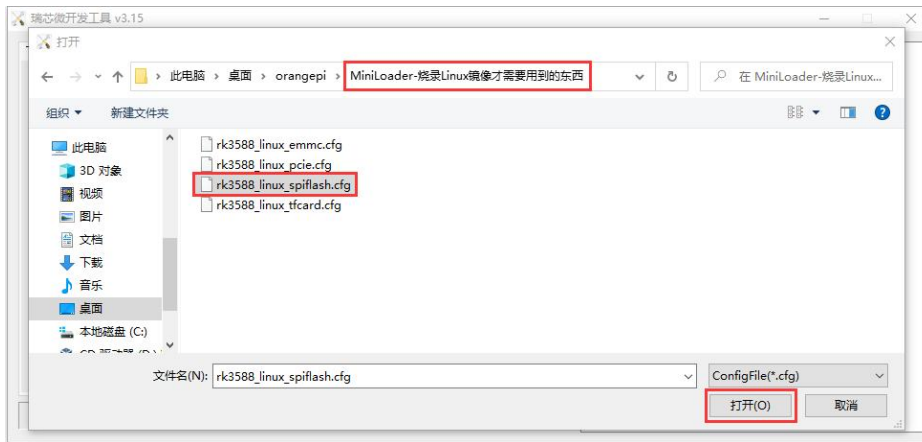 瑞芯微开发工具 v3.15
打开
此电脑 › 桌面 › orangepi › MiniLoader-烧录Linux镜像才需要用到的东西
在 MiniLoader-烧录Linux...
组织 新建文件夹
此电脑
3D 对象
视频
图片
文档
下载
音乐
桌面
本地磁盘 (C:)
rk3588_linux_emmc.cfg
rk3588_linux_pcie.cfg
rk3588_linux_spiflash.cfg
rk3588_linux_tfcard.cfg
文件名(N): rk3588_linux_spiflash.cfg
ConfigFile(*.cfg)
打开(O) 取消